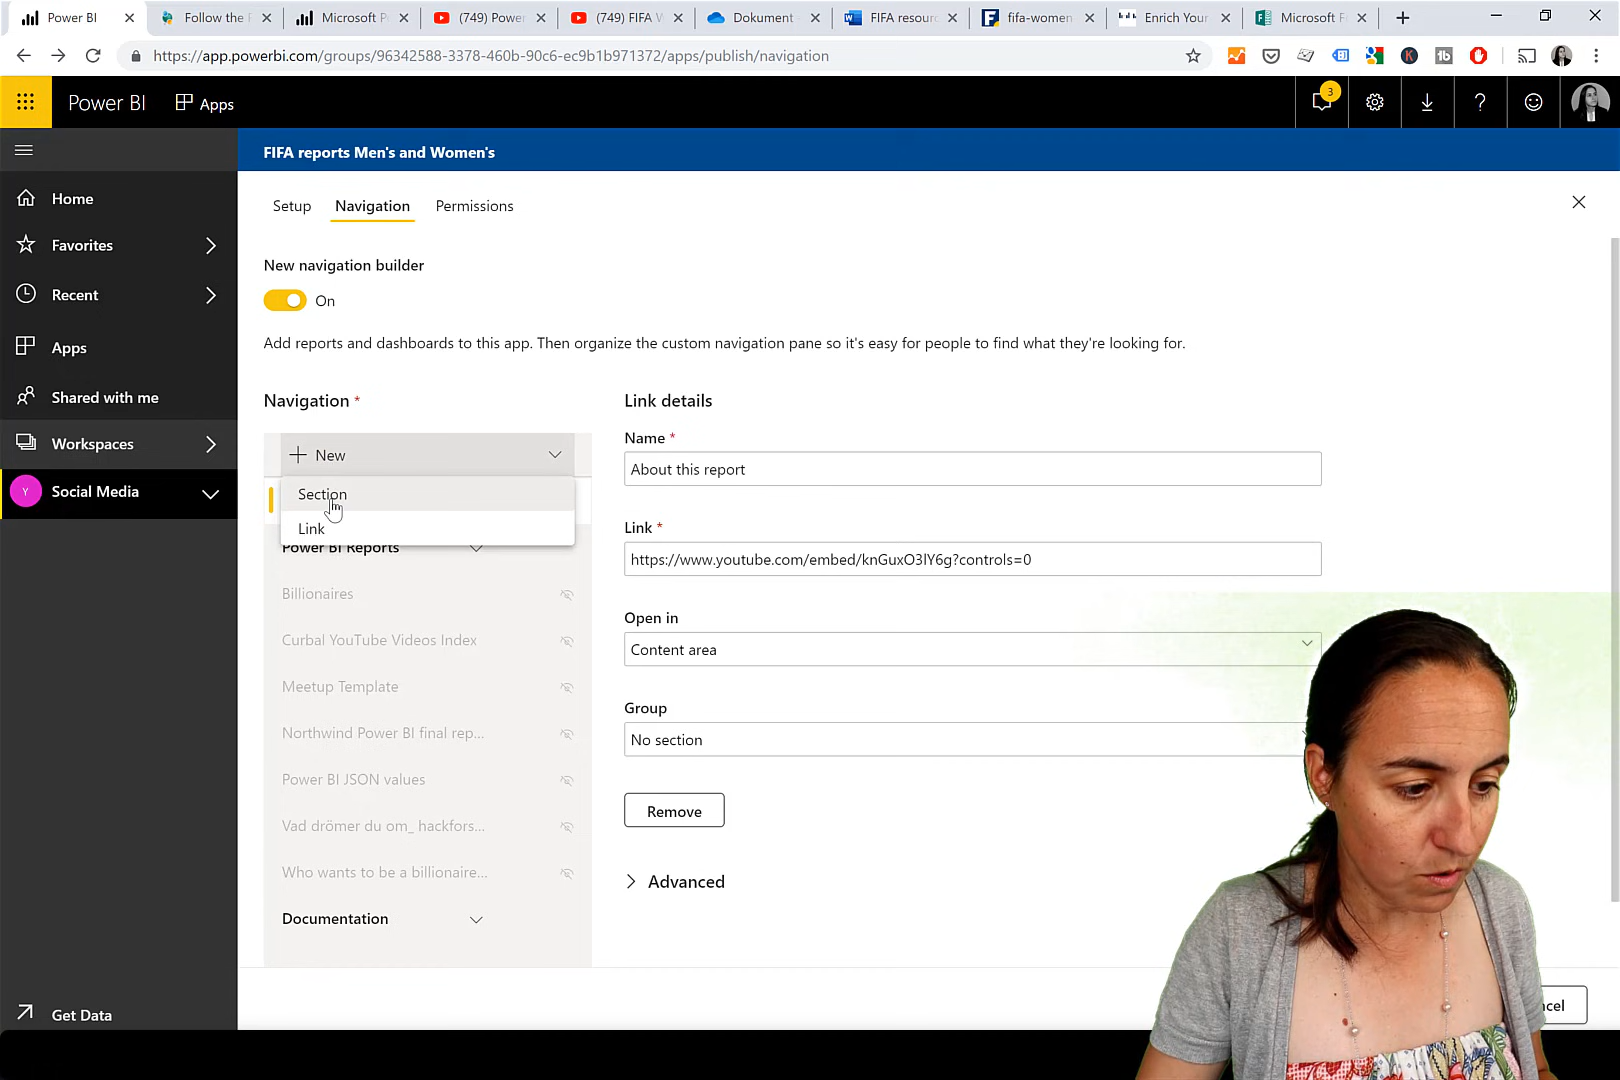 Power BI
Follow the
Microsoft P
(749) Power
(749) FIFA W
Dokument
FIFA resour
fifa-women
Enrich Your
Microsoft F
https://app.powerbi.com/groups/96342588-3378-460b-90c6-ec9b1b971372/apps/publish/navigation
Power BI
Apps
3
FIFA reports Men's and Women's
Home
Favorites
Recent
Apps
Shared with me
Workspaces
Y
Social Media
Get Data
Setup
Navigation
Permissions
New navigation builder
On
Add reports and dashboards to this app. Then organize the custom navigation pane so it's easy for people to find what they're looking for.
Navigation *
New
Section
Link
Power BI Reports
Billionaires
Curbal YouTube Videos Index
Meetup Template
Northwind Power BI final rep...
Power BI JSON values
Vad drömer du om_ hackfors...
Who wants to be a billionaire...
Documentation
Link details
Name *
About this report
Link *
https://www.youtube.com/embed/knGuxO3lY6g?controls=0
Open in
Content area
Group
No section
Remove
Advanced
cel